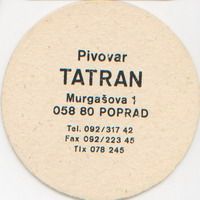 Pivovar
TATRAN
Murgašova 1
058 80 POPRAD
Tel. 092/317 42
Fax 092/223 45
Tlx 078 245